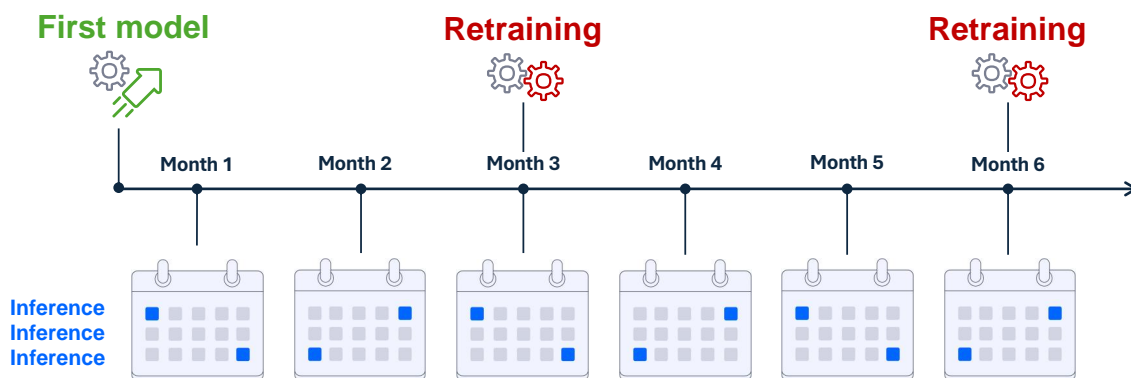 First model
Retraining
Retraining
Month 1
Month 2
Month 3
Month 4
Month 5
Month 6
Inference
Inference
Inference